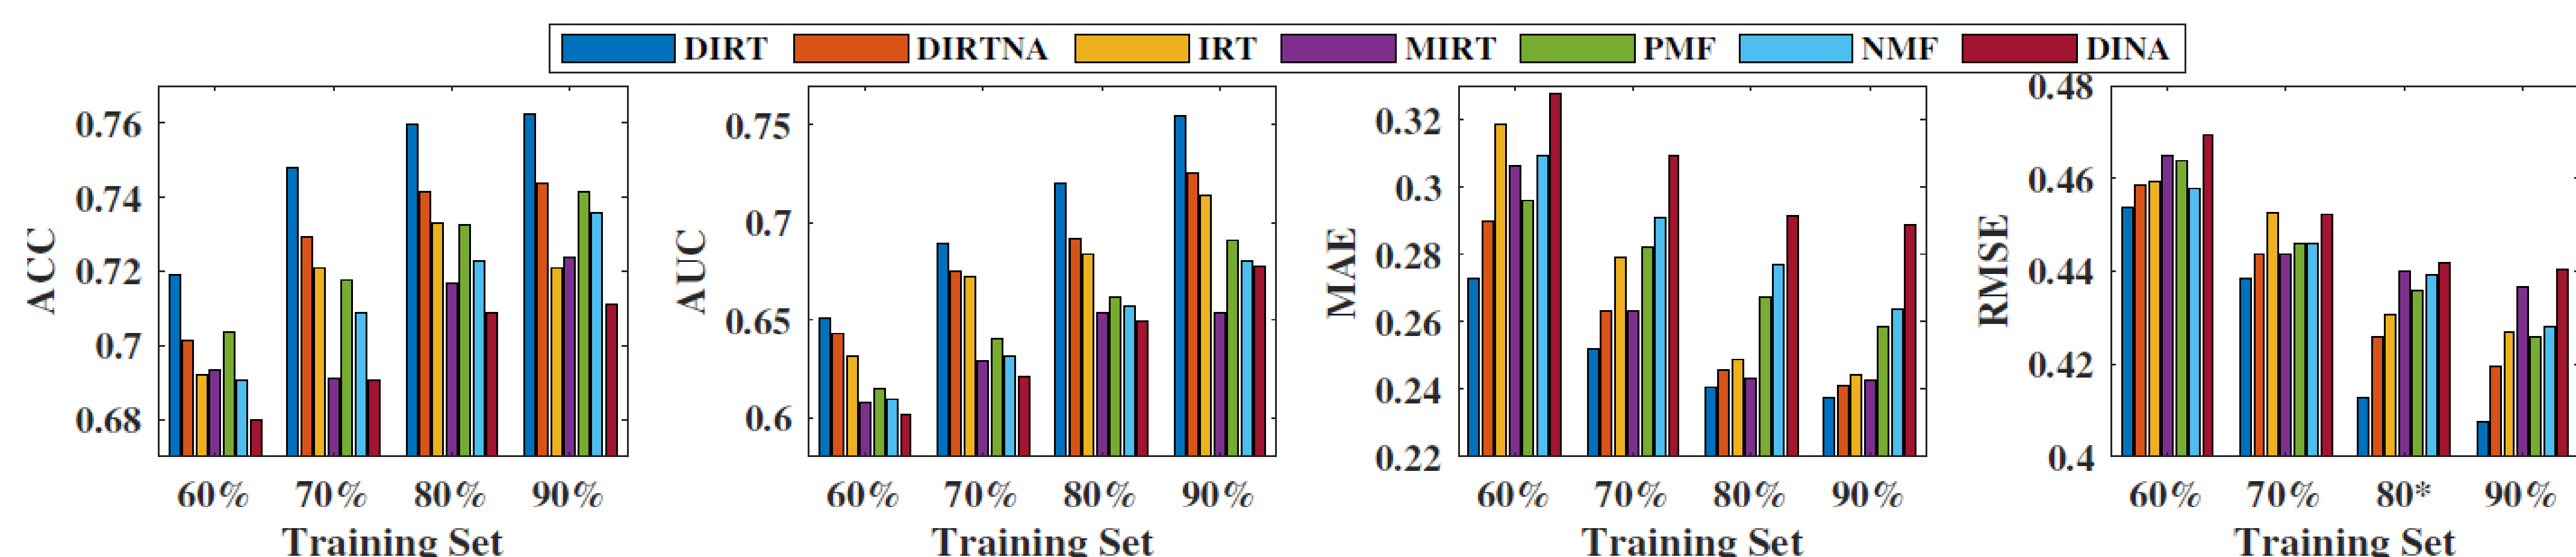 DIRT DIRTNA IRT MIRT PMF NMF DINA
0.76
0.74
0.72
0.7
0.68
ACC
60% 70% 80% 90%
Training Set
0.75
0.7
0.65
0.6
AUC
60% 70% 80% 90%
Training Set
0.32
0.3
0.28
0.26
0.24
0.22
MAE
60% 70% 80% 90%
Training Set
0.48
0.46
0.44
0.42
0.4
RMSE
60% 70% 80* 90%
Training Set